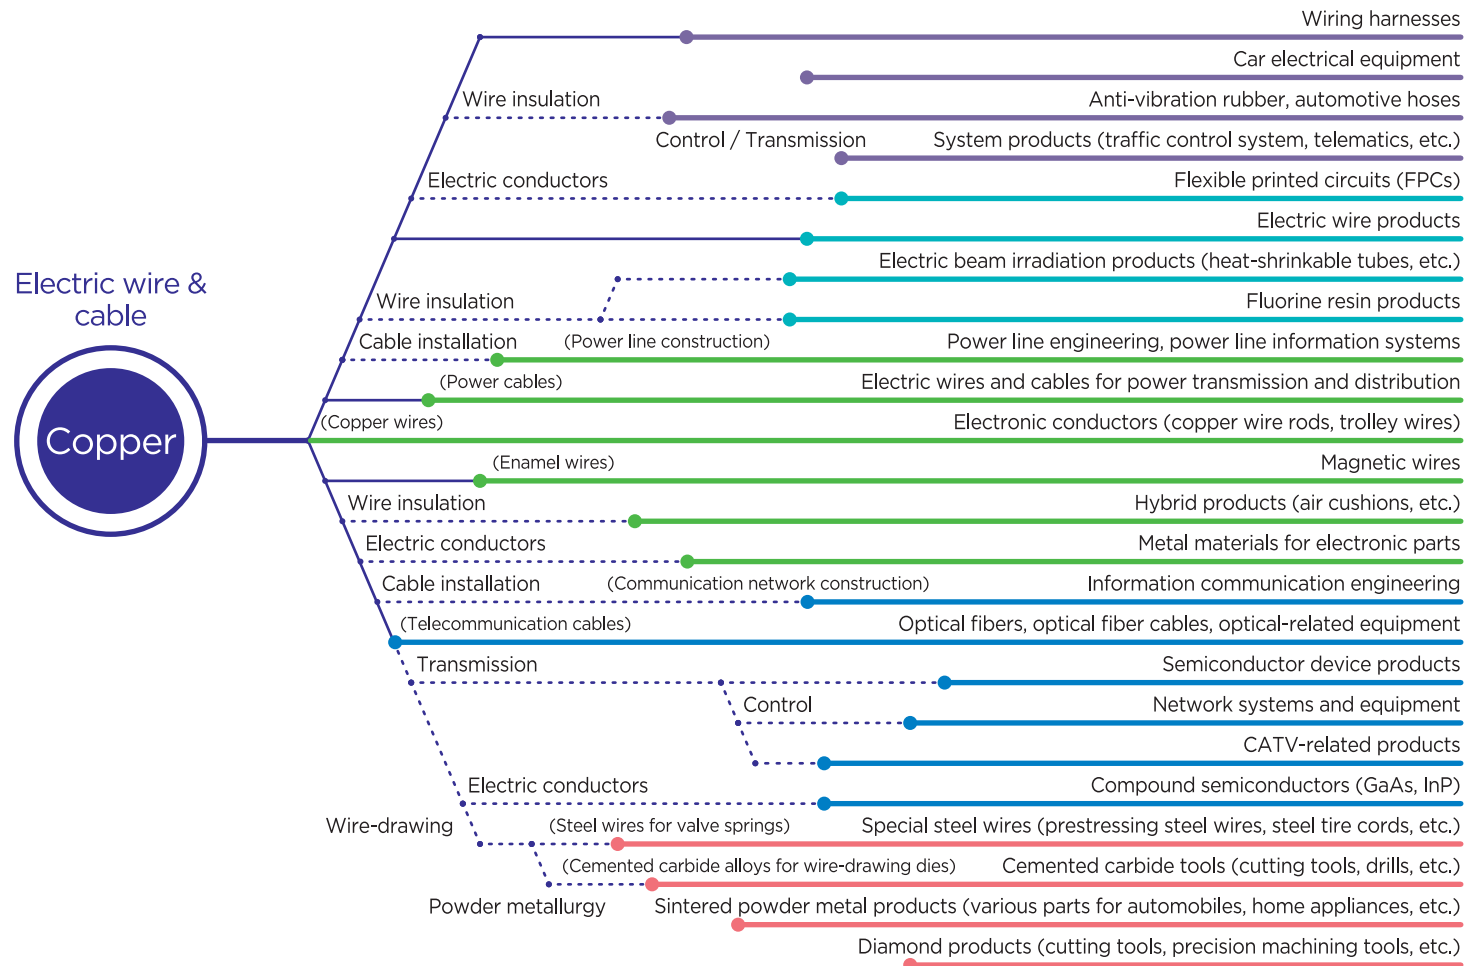 Wiring harnesses
Car electrical equipment
Wire insulation
Anti-vibration rubber, automotive hoses
Control / Transmission
System products (traffic control system, telematics, etc.)
Electric conductors
Flexible printed circuits (FPCs)
Electric wire products
Electric beam irradiation products (heat-shrinkable tubes, etc.)
Electric wire &
cable
Copper
Wire insulation
Fluorine resin products
Cable installation
(Power line construction)
Power line engineering, power line information systems
(Power cables)
Electric wires and cables for power transmission and distribution
(Copper wires)
Electronic conductors (copper wire rods, trolley wires)
(Enamel wires)
Magnetic wires
Wire insulation
Hybrid products (air cushions, etc.)
Electric conductors
Metal materials for electronic parts
Cable installation
(Communication network construction)
Information communication engineering
(Telecommunication cables)
Optical fibers, optical fiber cables, optical-related equipment
Transmission
Semiconductor device products
Control
Network systems and equipment
CATV-related products
Electric conductors
Compound semiconductors (GaAs, InP)
Wire-drawing
(Steel wires for valve springs)
Special steel wires (prestressing steel wires, steel tire cords, etc.)
(Cemented carbide alloys for wire-drawing dies)
Cemented carbide tools (cutting tools, drills, etc.)
Powder metallurgy
Sintered powder metal products (various parts for automobiles, home appliances, etc.)
Diamond products (cutting tools, precision machining tools, etc.)